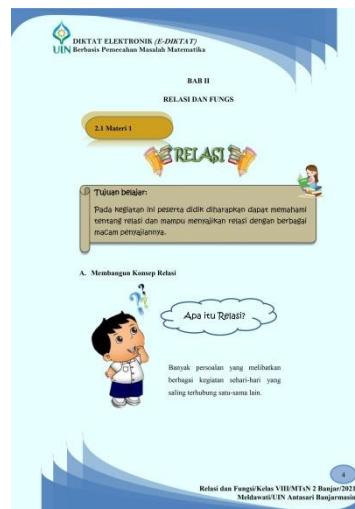 DIKTAT ELEKTRONIK (E-DIKTAT)
UIN Berbasis Pemecahan Masalah Matematika
BAB II
RELASI DAN FUNGS
2.1 Materi 1
RELASI
Tujuan belajar:
Pada kegiatan ini peserta didik diharapkan dapat memahami
tentang relasi dan mampu menyajikan relasi dengan berbagai
macam penyajiannya.
A. Membangun Konsep Relasi
Apa itu Relasi?
Banyak persoalan yang melibatkan
berbagai kegiatan sehari-hari yang
saling terhubung satu-sama lain.
4
Relasi dan Fungsi/Kelas VIII/MTsN 2 Banjar/2021
Meldawati/UIN Antasari Banjarmasin